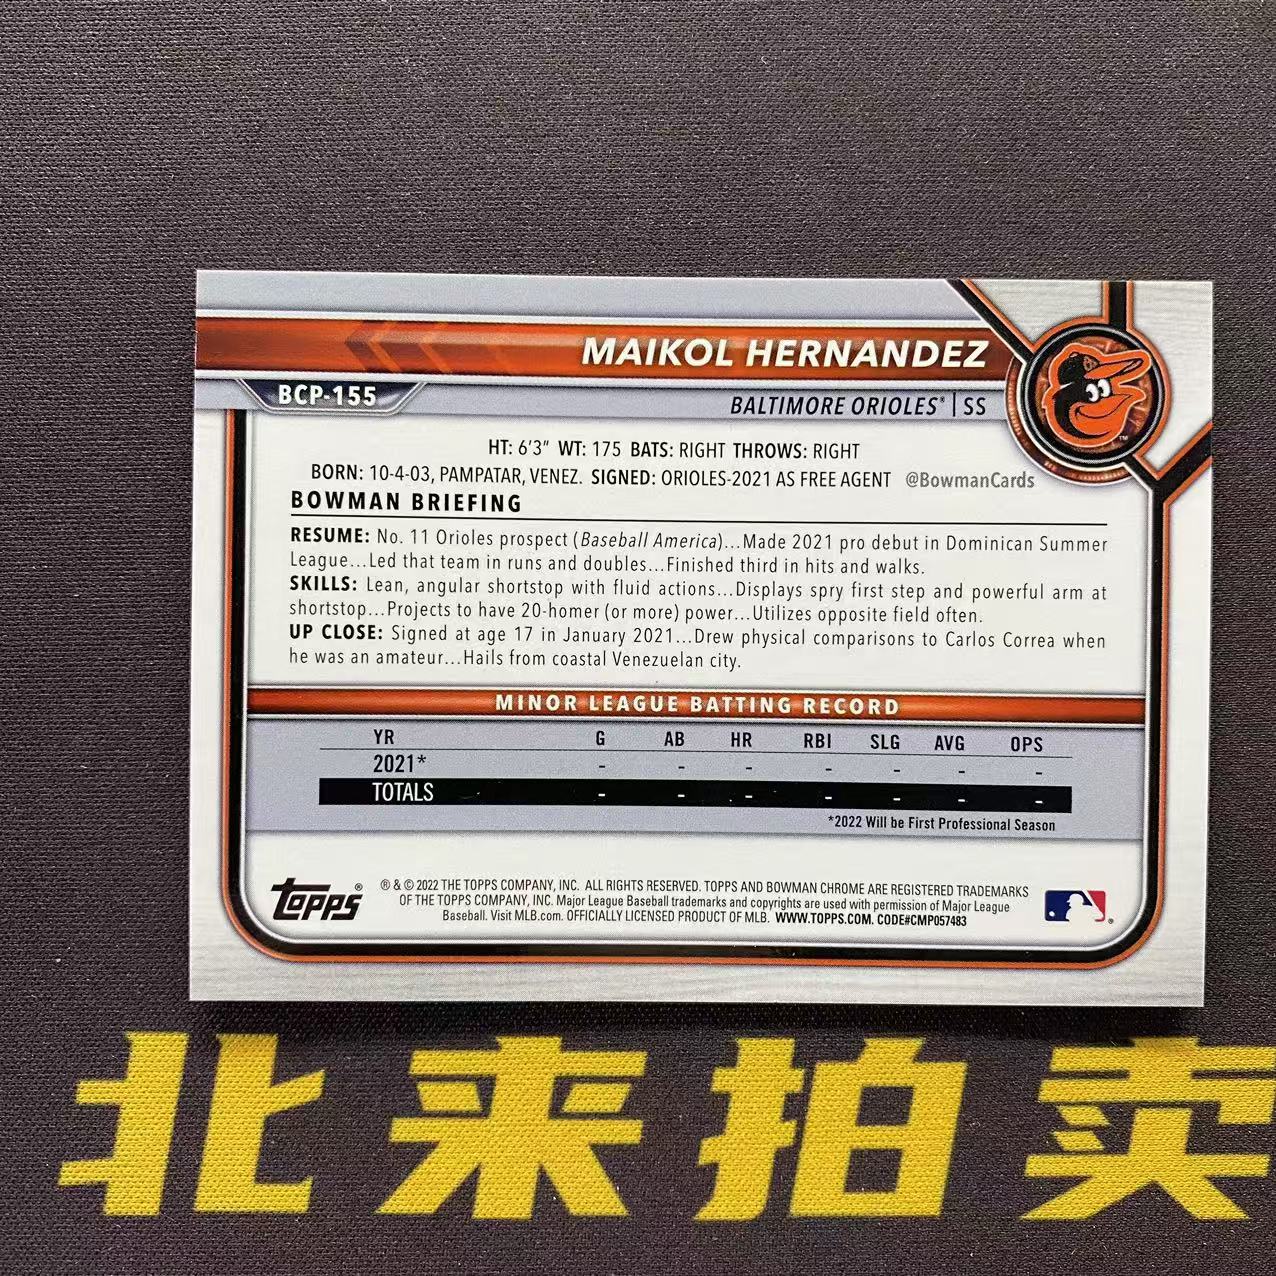 MAIKOL HERNANDEZ
BCP-155
BALTIMORE ORIOLES® | SS
HT: 6'3" WT: 175 BATS: RIGHT THROWS: RIGHT
BORN: 10-4-03, PAMPATAR, VENEZ. SIGNED: ORIOLES-2021 AS FREE AGENT @BowmanCards
BOWMAN BRIEFING
RESUME: No. 11 Orioles prospect (Baseball America)...Made 2021 pro debut in Dominican Summer
League...Led that team in runs and doubles...Finished third in hits and walks.
SKILLS: Lean, angular shortstop with fluid actions...Displays spry first step and powerful arm at
shortstop...Projects to have 20-homer (or more) power...Utilizes opposite field often.
UP CLOSE: Signed at age 17 in January 2021...Drew physical comparisons to Carlos Correa when
he was an amateur...Hails from coastal Venezuelan city.
MINOR LEAGUE BATTING RECORD
YR G AB HR RBI SLG AVG OPS
2021* - - - - - - -
TOTALS - - - - - - -
*2022 Will be First Professional Season
topps®
® & © 2022 THE TOPPS COMPANY, INC. ALL RIGHTS RESERVED. TOPPS AND BOWMAN CHROME ARE REGISTERED TRADEMARKS
OF THE TOPPS COMPANY, INC. Major League Baseball trademarks and copyrights are used with permission of Major League
Baseball. Visit MLB.com. OFFICIALLY LICENSED PRODUCT OF MLB. WWW.TOPPS.COM. CODE#CMP057483
北来拍卖